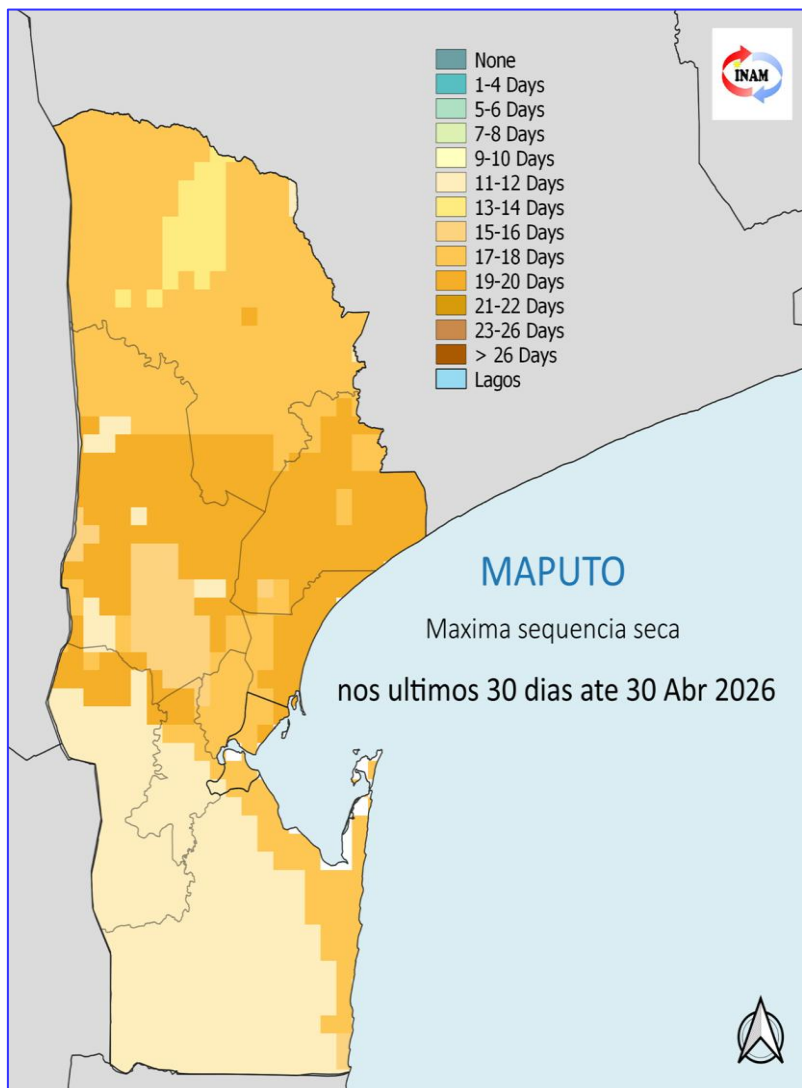 None
1-4 Days
5-6 Days
7-8 Days
9-10 Days
11-12 Days
13-14 Days
15-16 Days
17-18 Days
19-20 Days
21-22 Days
23-26 Days
> 26 Days
Lagos
INAM
MAPUTO
Maxima sequencia seca
nos ultimos 30 dias ate 30 Abr 2026